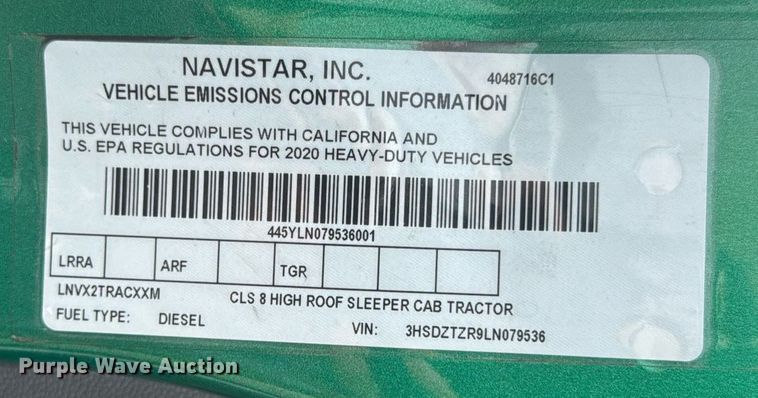 NAVISTAR, INC.
4048716C1
VEHICLE EMISSIONS CONTROL INFORMATION
THIS VEHICLE COMPLIES WITH CALIFORNIA AND
U.S. EPA REGULATIONS FOR 2020 HEAVY-DUTY VEHICLES
445YLN079536001
LRRA ARF TGR
LNVX2TRACXXM CLS 8 HIGH ROOF SLEEPER CAB TRACTOR
FUEL TYPE: DIESEL VIN: 3HSDZTZR9LN079536
Purple Wave Auction